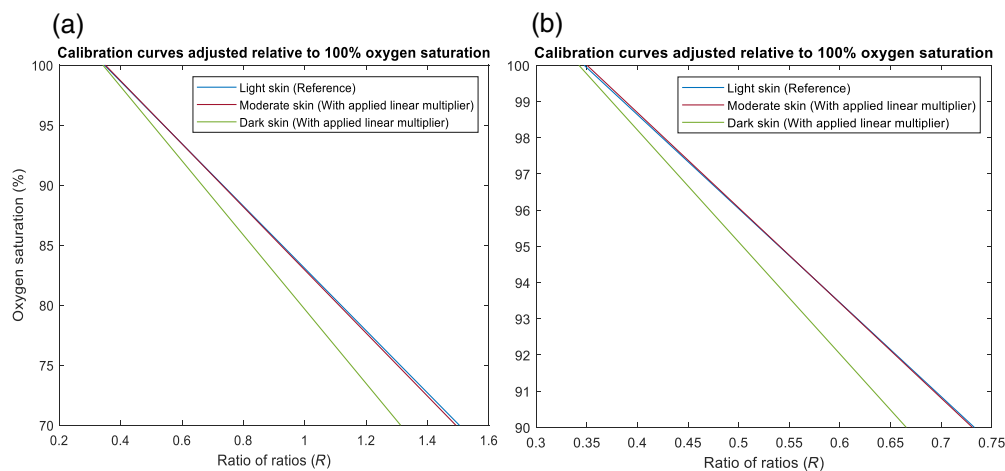 (a)
Calibration curves adjusted relative to 100% oxygen saturation
Light skin (Reference)
Moderate skin (With applied linear multiplier)
Dark skin (With applied linear multiplier)
Oxygen saturation (%)
100
95
90
85
80
75
70
0.2 0.4 0.6 0.8 1 1.2 1.4 1.6
Ratio of ratios (R)
(b)
Calibration curves adjusted relative to 100% oxygen saturation
Light skin (Reference)
Moderate skin (With applied linear multiplier)
Dark skin (With applied linear multiplier)
100
99
98
97
96
95
94
93
92
91
90
0.3 0.35 0.4 0.45 0.5 0.55 0.6 0.65 0.7 0.75
Ratio of ratios (R)